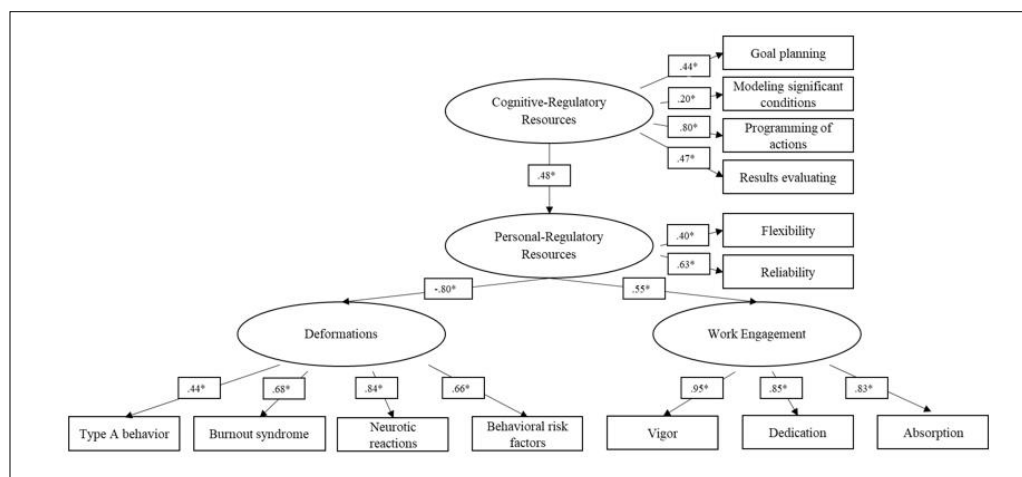 Goal planning
.44*
Modeling significant
conditions
.20*
Cognitive-Regulatory
Resources
.80*
Programming of
actions
.47*
Results evaluating
.48*
Flexibility
.40*
Personal-Regulatory
Resources
.63*
Reliability
-.80*
.55*
Deformations
Work Engagement
.44*
.68*
.84*
.66*
.95*
.85*
.83*
Type A behavior
Burnout syndrome
Neurotic
reactions
Behavioral risk
factors
Vigor
Dedication
Absorption